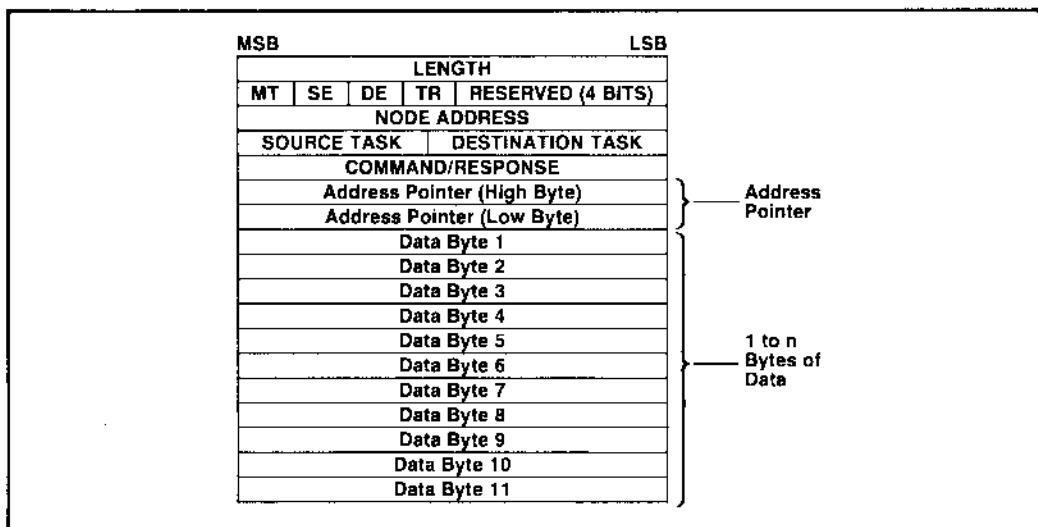 MSB LSB
LENGTH
MT SE DE TR RESERVED (4 BITS)
NODE ADDRESS
SOURCE TASK DESTINATION TASK
COMMAND/RESPONSE
Address Pointer (High Byte)
Address Pointer (Low Byte)
Address
Pointer
Data Byte 1
Data Byte 2
Data Byte 3
Data Byte 4
Data Byte 5
Data Byte 6
Data Byte 7
Data Byte 8
Data Byte 9
Data Byte 10
Data Byte 11
1 to n
Bytes of
Data